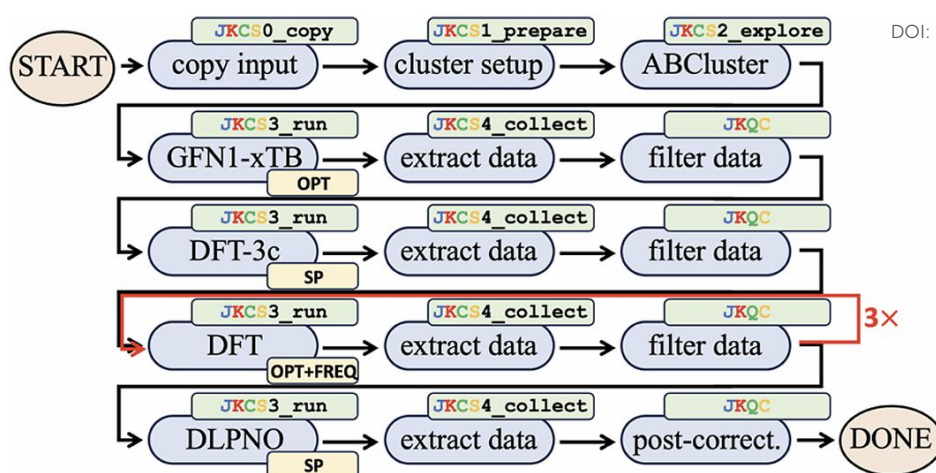 JKCS0_copy JKCS1_prepare JKCS2_explore DOI:
START copy input cluster setup ABCluster
JKCS3_run JKCS4_collect JKQC
GFN1-xTB extract data filter data
OPT
JKCS3_run JKCS4_collect JKQC
DFT-3c extract data filter data
SP
JKCS3_run JKCS4_collect JKQC 3×
DFT extract data filter data
OPT+FREQ
JKCS3_run JKCS4_collect JKQC
DLPNO extract data post-correct. DONE
SP